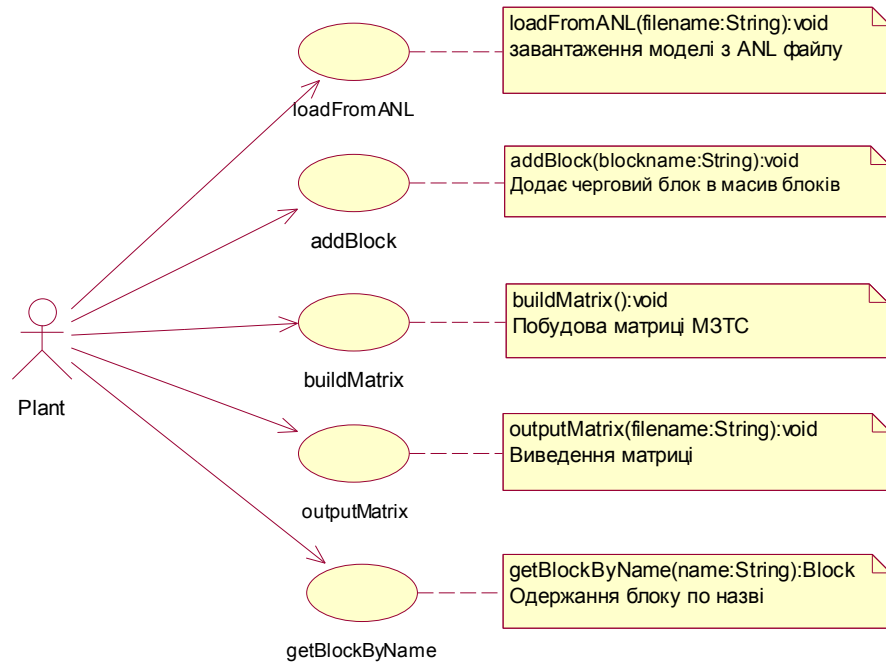 loadFromANL(filename:String):void
завантаження моделі з ANL файлу
loadFromANL
addBlock(blockname:String):void
Додає черговий блок в масив блоків
addBlock
buildMatrix():void
Побудова матриці МЗТС
buildMatrix
Plant
outputMatrix(filename:String):void
Виведення матриці
outputMatrix
getBlockByName(name:String):Block
Одержання блоку по назві
getBlockByName